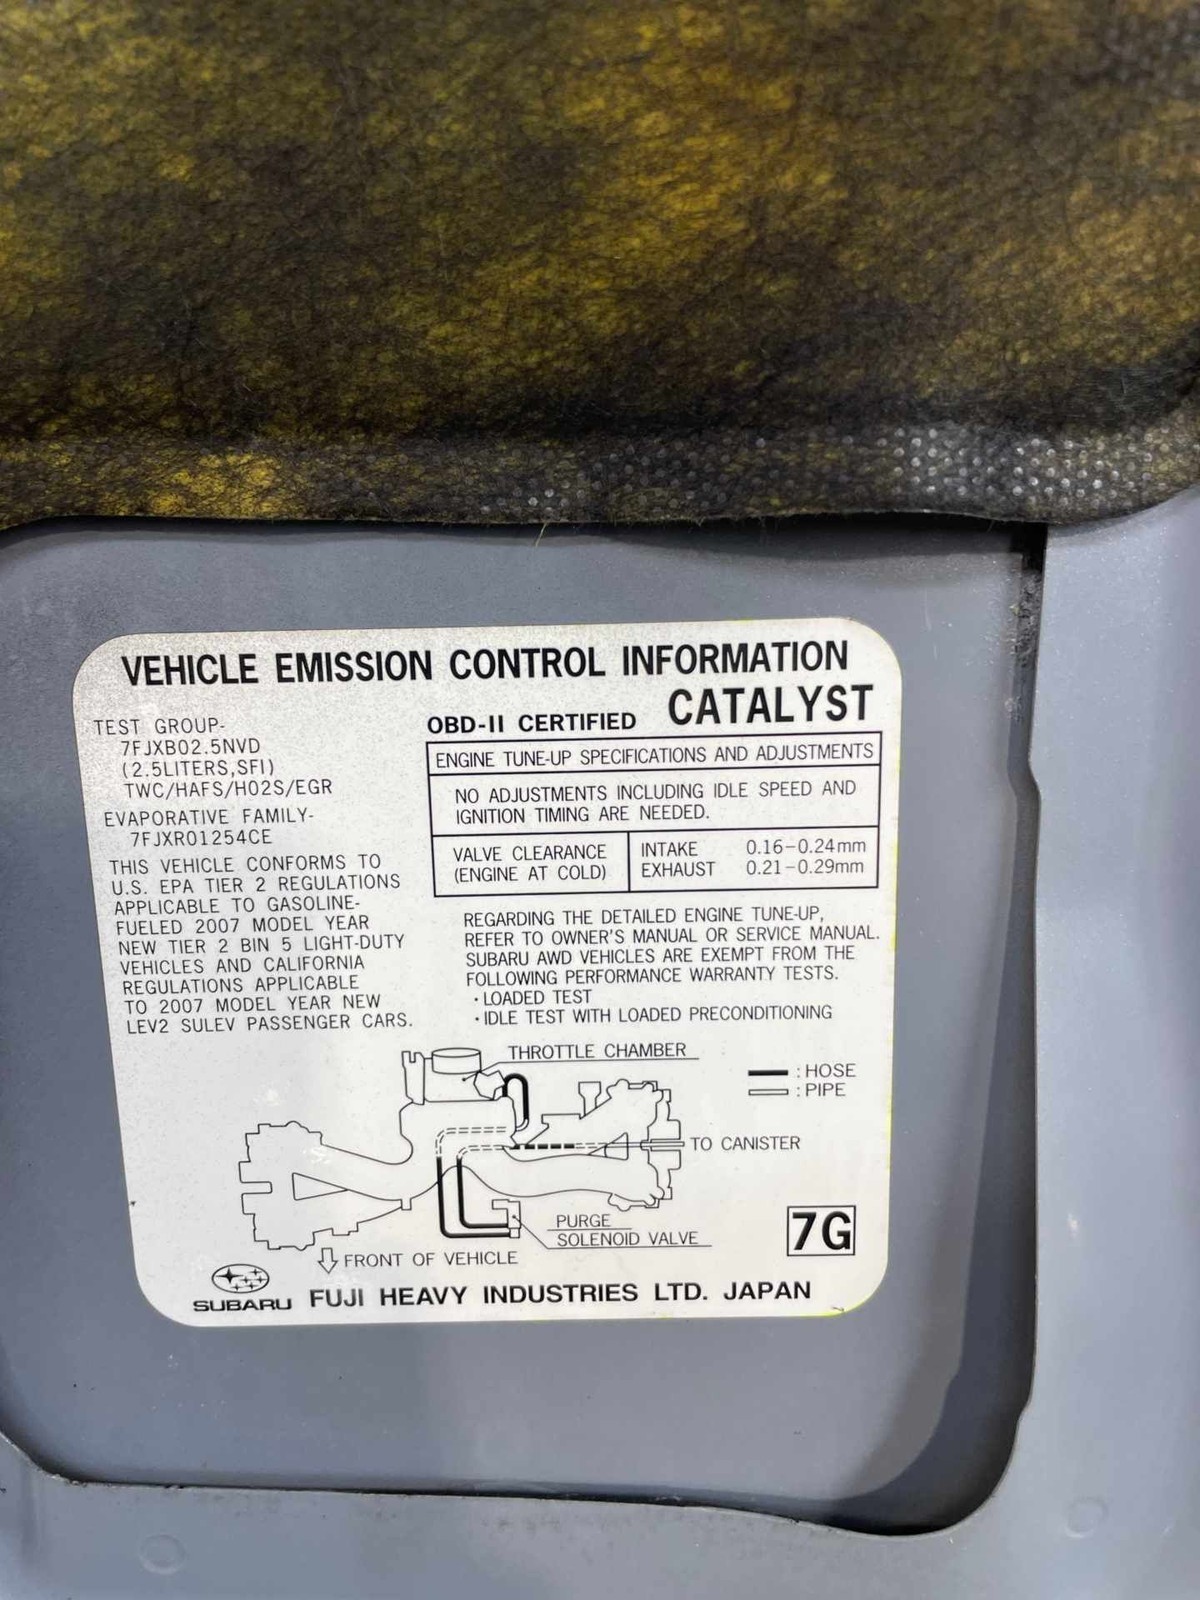 VEHICLE EMISSION CONTROL INFORMATION
CATALYST
TEST GROUP-
7FJXB02.5NVD
(2.5LITERS,SFI)
TWC/HAFS/HO2S/EGR
EVAPORATIVE FAMILY-
7FJXR01254CE
THIS VEHICLE CONFORMS TO
U.S. EPA TIER 2 REGULATIONS
APPLICABLE TO GASOLINE-
FUELED 2007 MODEL YEAR
NEW TIER 2 BIN 5 LIGHT-DUTY
VEHICLES AND CALIFORNIA
REGULATIONS APPLICABLE
TO 2007 MODEL YEAR NEW
LEV2 SULEV PASSENGER CARS.
OBD-II CERTIFIED
ENGINE TUNE-UP SPECIFICATIONS AND ADJUSTMENTS
NO ADJUSTMENTS INCLUDING IDLE SPEED AND
IGNITION TIMING ARE NEEDED.
VALVE CLEARANCE
(ENGINE AT COLD)
INTAKE 0.16-0.24mm
EXHAUST 0.21-0.29mm
REGARDING THE DETAILED ENGINE TUNE-UP,
REFER TO OWNER'S MANUAL OR SERVICE MANUAL.
SUBARU AWD VEHICLES ARE EXEMPT FROM THE
FOLLOWING PERFORMANCE WARRANTY TESTS.
・LOADED TEST
・IDLE TEST WITH LOADED PRECONDITIONING
THROTTLE CHAMBER
: HOSE
: PIPE
TO CANISTER
PURGE
SOLENOID VALVE
7G
FRONT OF VEHICLE
SUBARU FUJI HEAVY INDUSTRIES LTD. JAPAN